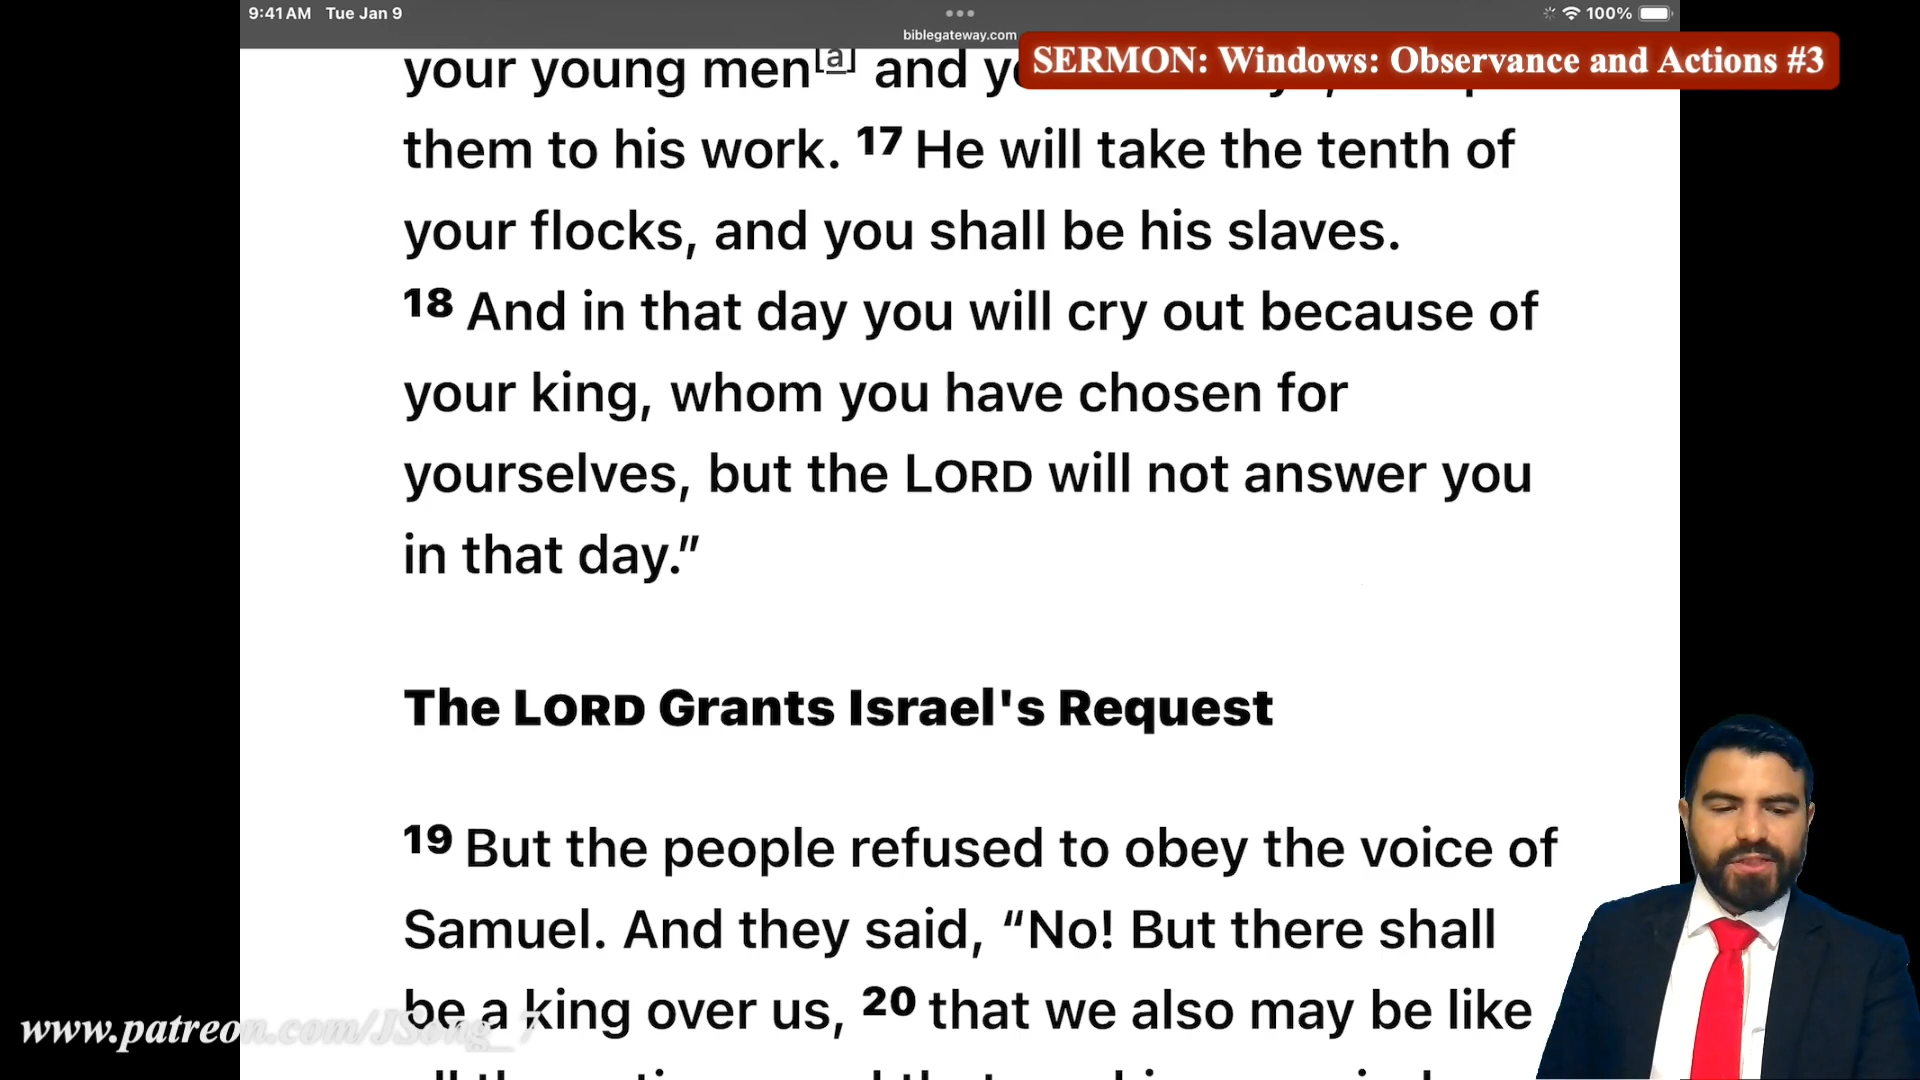 9:41 AM Tue Jan 9
100%
biblegateway.com
SERMON: Windows: Observance and Actions #3
your young men[a] and
them to his work. 17 He will take the tenth of
your flocks, and you shall be his slaves.
18 And in that day you will cry out because of
your king, whom you have chosen for
yourselves, but the LORD will not answer you
in that day.”
The LORD Grants Israel's Request
19 But the people refused to obey the voice of
Samuel. And they said, “No! But there shall
be a king over us, 20 that we also may be like
www.patreon.com/JSong_7